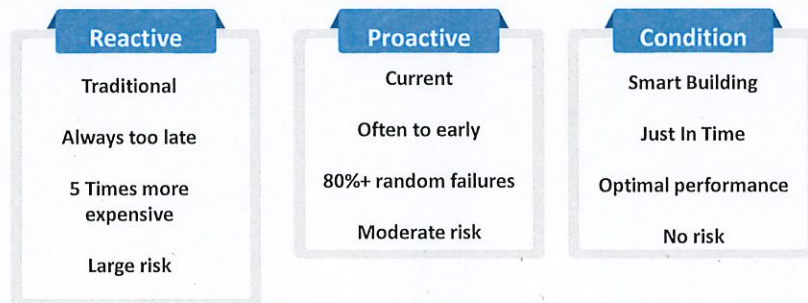 Reactive
Traditional
Always too late
5 Times more
expensive
Large risk
Proactive
Current
Often to early
80%+ random failures
Moderate risk
Condition
Smart Building
Just In Time
Optimal performance
No risk